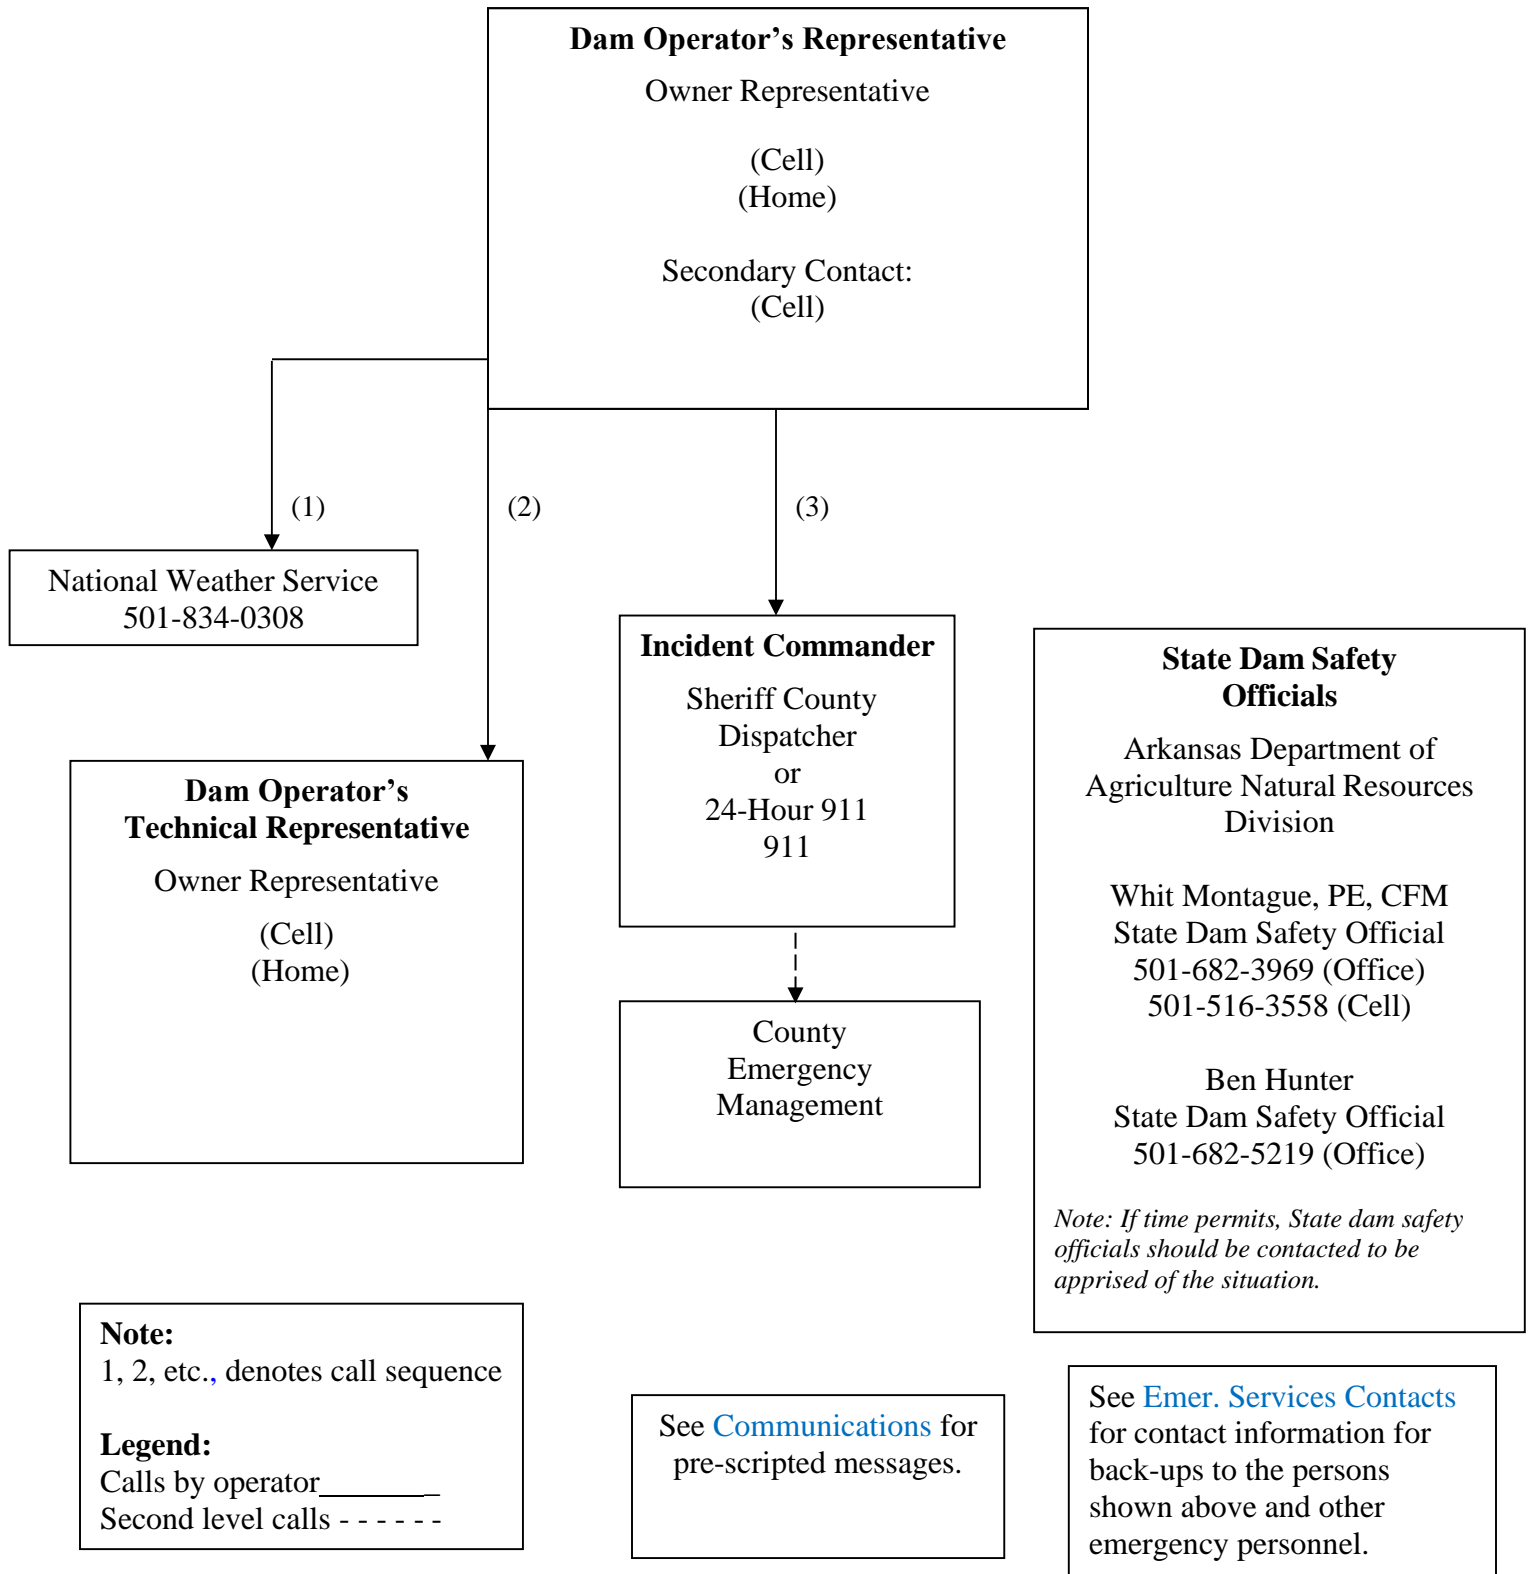 Dam Operator’s Representative
Owner Representative
(Cell)
(Home)
Secondary Contact:
(Cell)
(1)
(2)
(3)
National Weather Service
501-834-0308
Dam Operator’s
Technical Representative
Owner Representative
(Cell)
(Home)
Incident Commander
Sheriff County
Dispatcher
or
24-Hour 911
911
County
Emergency
Management
State Dam Safety
Officials
Arkansas Department of
Agriculture Natural Resources
Division
Whit Montague, PE, CFM
State Dam Safety Official
501-682-3969 (Office)
501-516-3558 (Cell)
Ben Hunter
State Dam Safety Official
501-682-5219 (Office)
Note: If time permits, State dam safety
officials should be contacted to be
apprised of the situation.
Note:
1, 2, etc., denotes call sequence
Legend:
Calls by operator________
Second level calls - - - - - -
See Communications for
pre-scripted messages.
See Emer. Services Contacts
for contact information for
back-ups to the persons
shown above and other
emergency personnel.